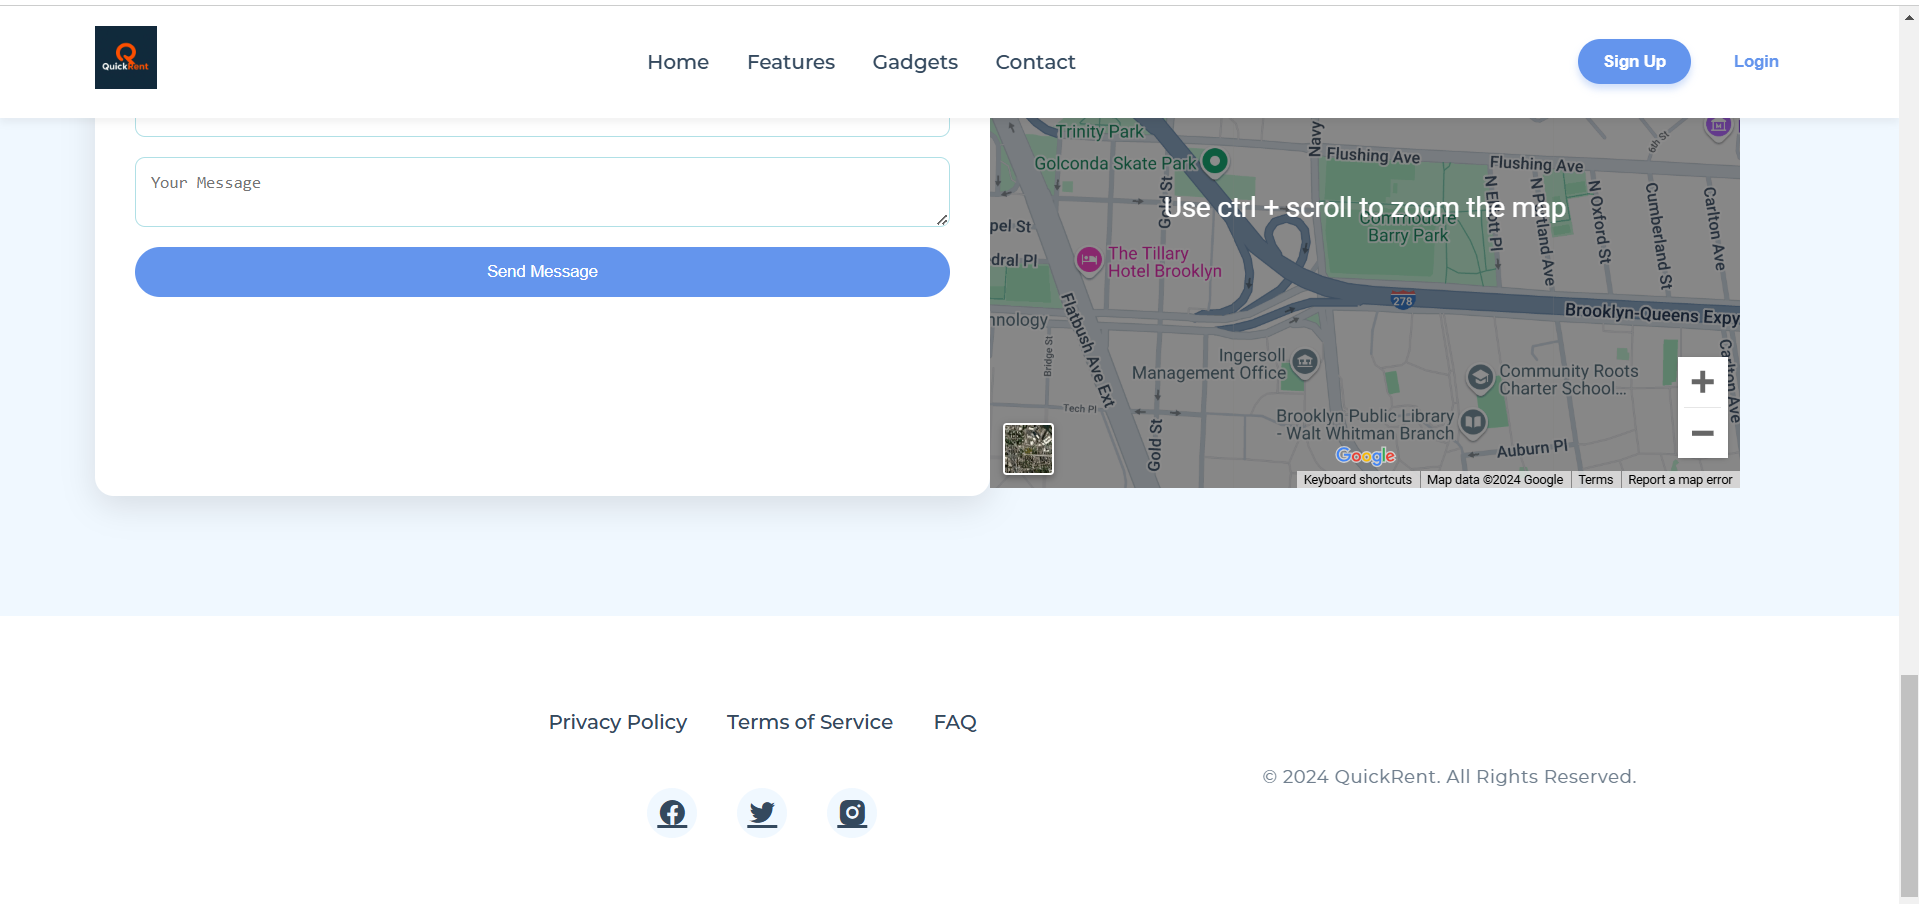 QuickRent
Home
Features
Gadgets
Contact
Sign Up
Login
Your Message
Send Message
Trinity Park
Golconda Skate Park
Navy
Flushing Ave
Flushing Ave
6th St
Use ctrl + scroll to zoom the map
Gold St
Commodore
Barry Park
N Elliott Pl
N Portland Ave
N Oxford St
Cumberland St
Carlton Ave
pel St
dral Pl
The Tillary
Hotel Brooklyn
278
Brooklyn-Queens Expy
nnology
Flatbush Ave Ext
Bridge St
Ingersoll
Management Office
Community Roots
Charter School...
Carlton Ave
Tech Pl
Gold St
Brooklyn Public Library
- Walt Whitman Branch
Auburn Pl
Google
Keyboard shortcuts
Map data ©2024 Google
Terms
Report a map error
Privacy Policy
Terms of Service
FAQ
© 2024 QuickRent. All Rights Reserved.